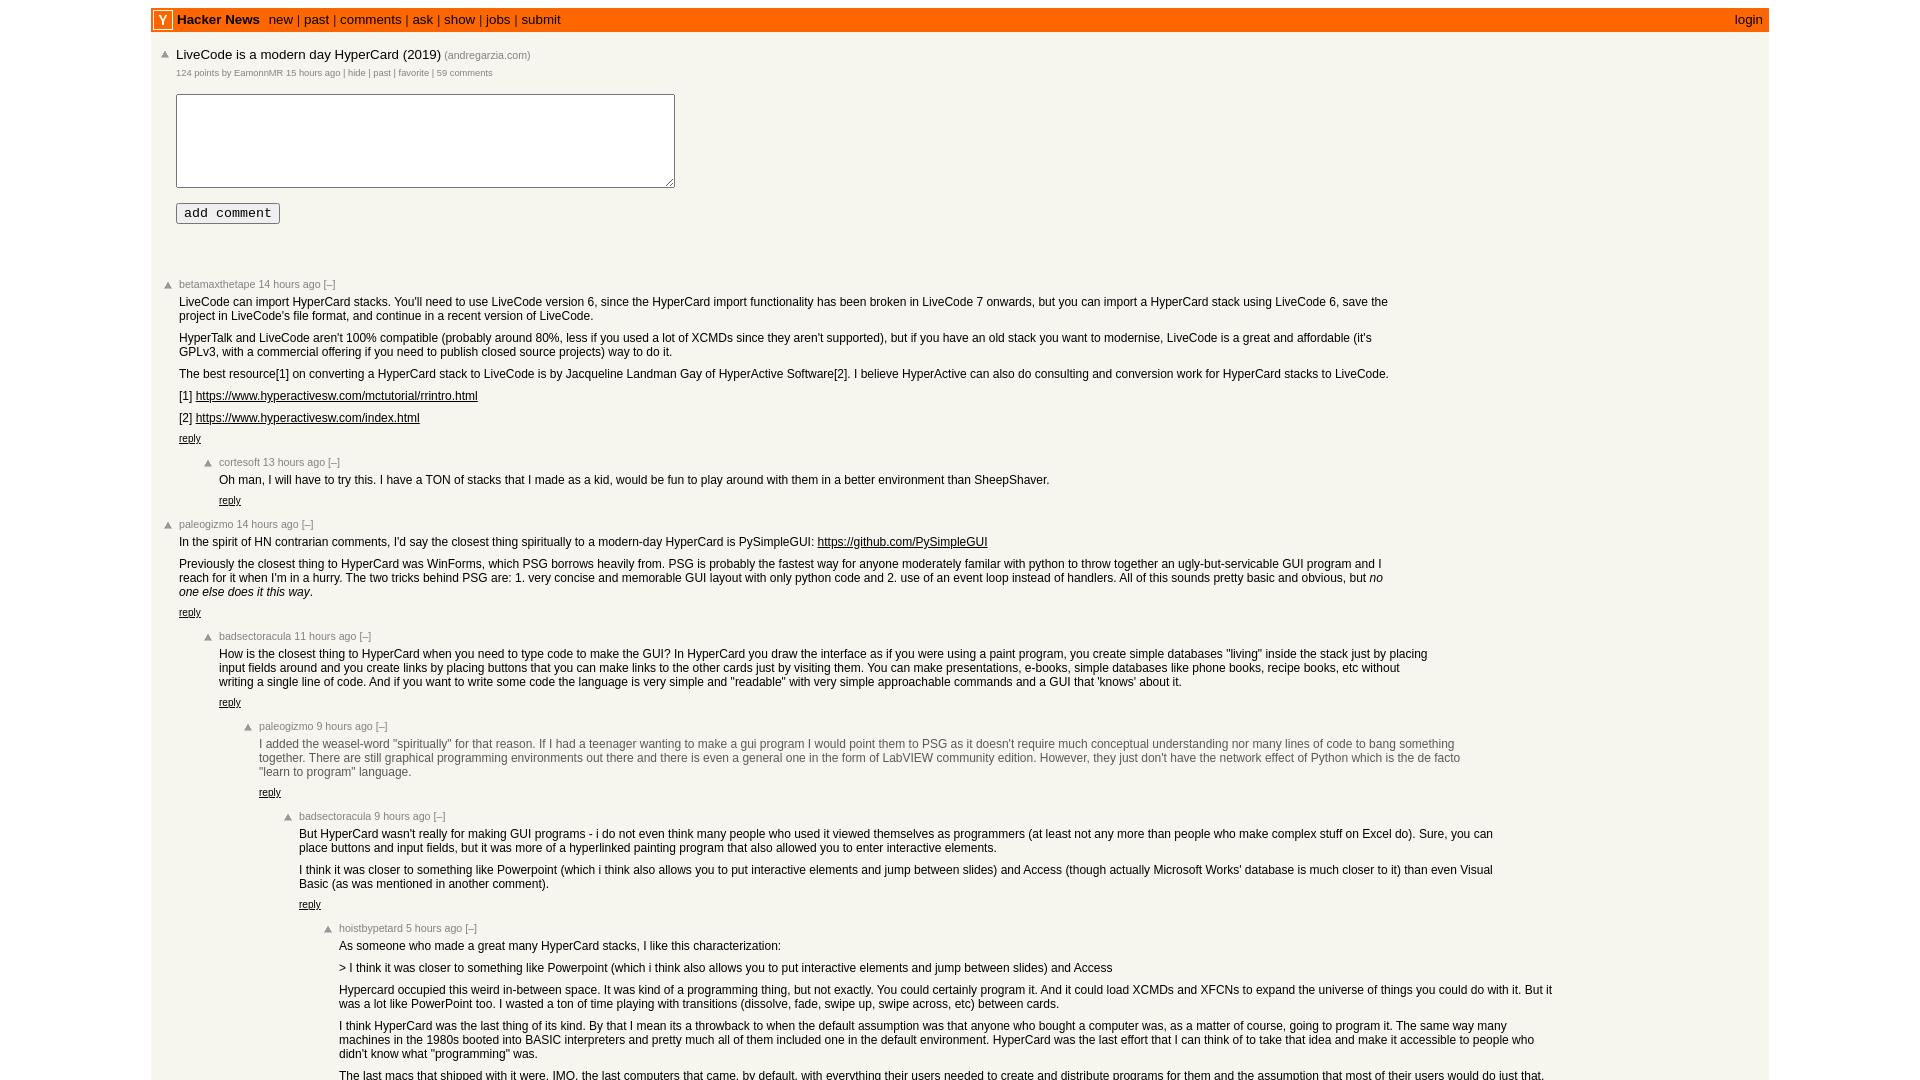 Y Hacker News new | past | comments | ask | show | jobs | submit login
LiveCode is a modern day HyperCard (2019) (andregarzia.com)
124 points by EamonnMR 15 hours ago | hide | past | favorite | 59 comments
add comment
betamaxthetape 14 hours ago [–]
LiveCode can import HyperCard stacks. You'll need to use LiveCode version 6, since the HyperCard import functionality has been broken in LiveCode 7 onwards, but you can import a HyperCard stack using LiveCode 6, save the
project in LiveCode's file format, and continue in a recent version of LiveCode.
HyperTalk and LiveCode aren't 100% compatible (probably around 80%, less if you used a lot of XCMDs since they aren't supported), but if you have an old stack you want to modernise, LiveCode is a great and affordable (it's
GPLv3, with a commercial offering if you need to publish closed source projects) way to do it.
The best resource[1] on converting a HyperCard stack to LiveCode is by Jacqueline Landman Gay of HyperActive Software[2]. I believe HyperActive can also do consulting and conversion work for HyperCard stacks to LiveCode.
[1] https://www.hyperactivesw.com/mctutorial/rrintro.html
[2] https://www.hyperactivesw.com/index.html
reply
cortesoft 13 hours ago [–]
Oh man, I will have to try this. I have a TON of stacks that I made as a kid, would be fun to play around with them in a better environment than SheepShaver.
reply
paleogizmo 14 hours ago [–]
In the spirit of HN contrarian comments, I'd say the closest thing spiritually to a modern-day HyperCard is PySimpleGUI: https://github.com/PySimpleGUI
Previously the closest thing to HyperCard was WinForms, which PSG borrows heavily from. PSG is probably the fastest way for anyone moderately familar with python to throw together an ugly-but-servicable GUI program and I
reach for it when I'm in a hurry. The two tricks behind PSG are: 1. very concise and memorable GUI layout with only python code and 2. use of an event loop instead of handlers. All of this sounds pretty basic and obvious, but no
one else does it this way.
reply
badsectoracula 11 hours ago [–]
How is the closest thing to HyperCard when you need to type code to make the GUI? In HyperCard you draw the interface as if you were using a paint program, you create simple databases "living" inside the stack just by placing
input fields around and you create links by placing buttons that you can make links to the other cards just by visiting them. You can make presentations, e-books, simple databases like phone books, recipe books, etc without
writing a single line of code. And if you want to write some code the language is very simple and "readable" with very simple approachable commands and a GUI that 'knows' about it.
reply
paleogizmo 9 hours ago [–]
I added the weasel-word "spiritually" for that reason. If I had a teenager wanting to make a gui program I would point them to PSG as it doesn't require much conceptual understanding nor many lines of code to bang something
together. There are still graphical programming environments out there and there is even a general one in the form of LabVIEW community edition. However, they just don't have the network effect of Python which is the de facto
"learn to program" language.
reply
badsectoracula 9 hours ago [–]
But HyperCard wasn't really for making GUI programs - i do not even think many people who used it viewed themselves as programmers (at least not any more than people who make complex stuff on Excel do). Sure, you can
place buttons and input fields, but it was more of a hyperlinked painting program that also allowed you to enter interactive elements.
I think it was closer to something like Powerpoint (which i think also allows you to put interactive elements and jump between slides) and Access (though actually Microsoft Works' database is much closer to it) than even Visual
Basic (as was mentioned in another comment).
reply
hoistbypetard 5 hours ago [–]
As someone who made a great many HyperCard stacks, I like this characterization:
> I think it was closer to something like Powerpoint (which i think also allows you to put interactive elements and jump between slides) and Access
Hypercard occupied this weird in-between space. It was kind of a programming thing, but not exactly. You could certainly program it. And it could load XCMDs and XFCNs to expand the universe of things you could do with it. But it
was a lot like PowerPoint too. I wasted a ton of time playing with transitions (dissolve, fade, swipe up, swipe across, etc) between cards.
I think HyperCard was the last thing of its kind. By that I mean its a throwback to when the default assumption was that anyone who bought a computer was, as a matter of course, going to program it. The same way many
machines in the 1980s booted into BASIC interpreters and pretty much all of them included one in the default environment. HyperCard was the last effort that I can think of to take that idea and make it accessible to people who
didn't know what "programming" was.
The last macs that shipped with it were, IMO, the last computers that came, by default, with everything their users needed to create and distribute programs for them and the assumption that most of their users would do just that.